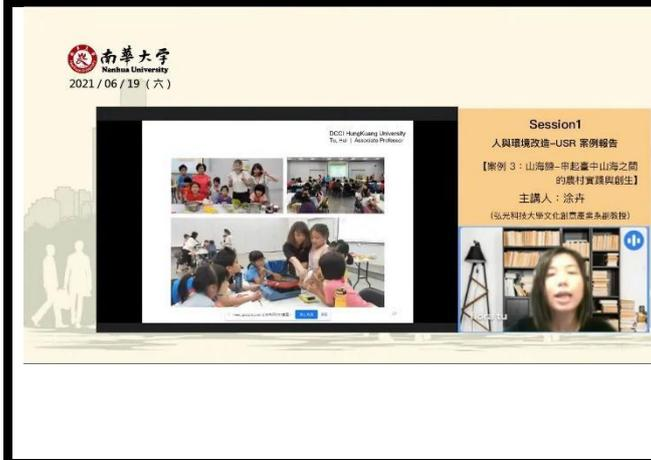 南華大学
Nanhua University
2021/06/19（六）
DCCI HungKuang University
Tu, Hui | Associate Professor
Session1
人與環境改造-USR 案例報告
【案例 3：山海鍊-串起臺中山海之間
的農村實踐與創生】
主講人：涂卉
(弘光科技大學文化創意產業系副教授)